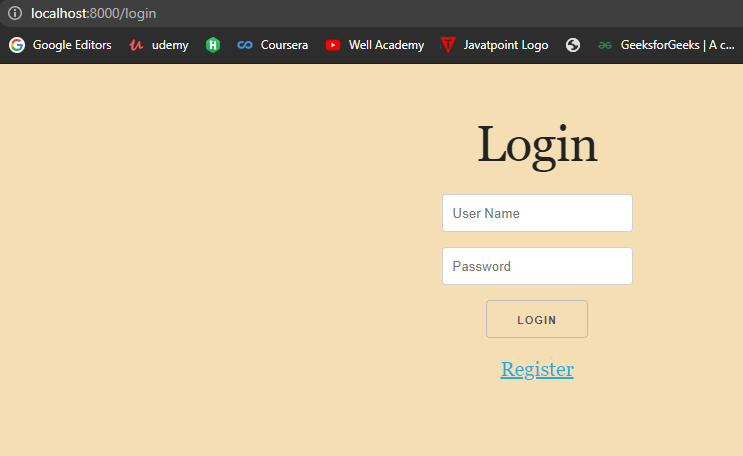 localhost:8000/login
Google Editors udemy Coursera Well Academy Javatpoint Logo GeeksforGeeks | A c...
Login
User Name
Password
LOGIN
Register